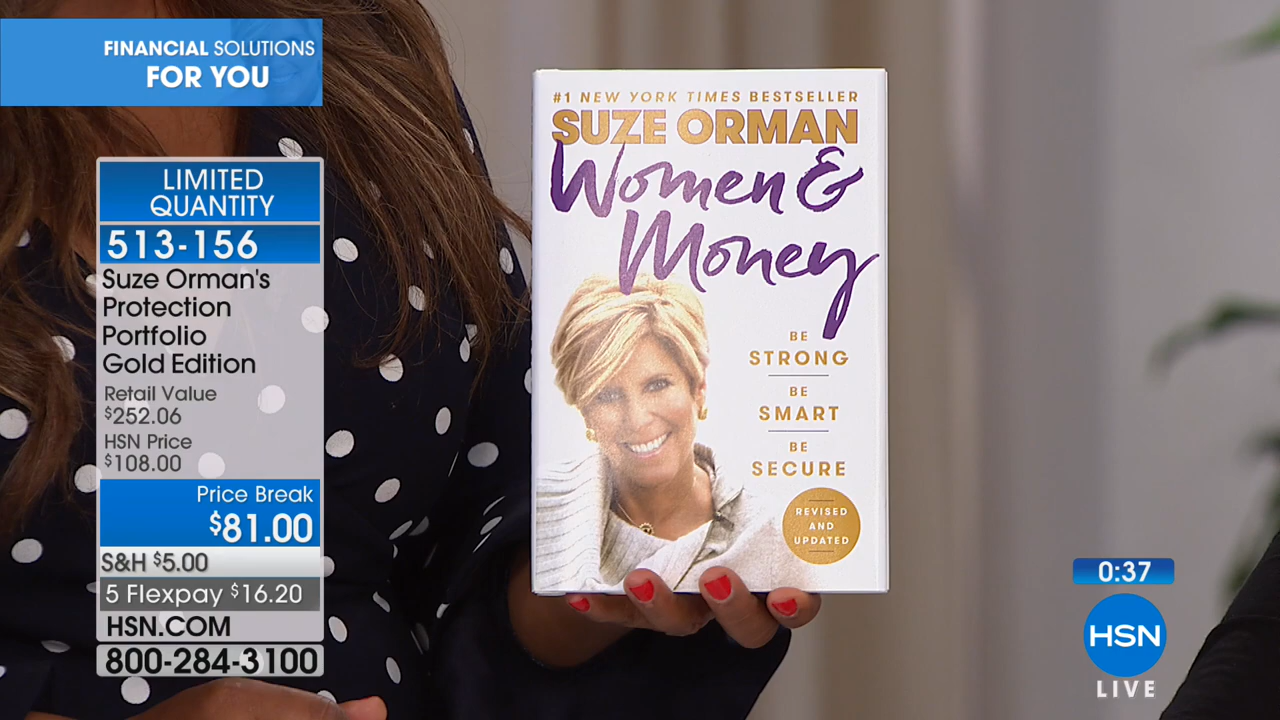 FINANCIAL SOLUTIONS
FOR YOU
LIMITED
QUANTITY
513-156
Suze Orman's
Protection
Portfolio
Gold Edition
Retail Value
$252.06
HSN Price
$108.00
Price Break
$81.00
S&H $5.00
5 Flexpay $16.20
HSN.COM
800-284-3100
#1 NEW YORK TIMES BESTSELLER
SUZE ORMAN
Women &
Money
BE
STRONG
BE
SMART
BE
SECURE
REVISED
AND
UPDATED
0:37
HSN
LIVE